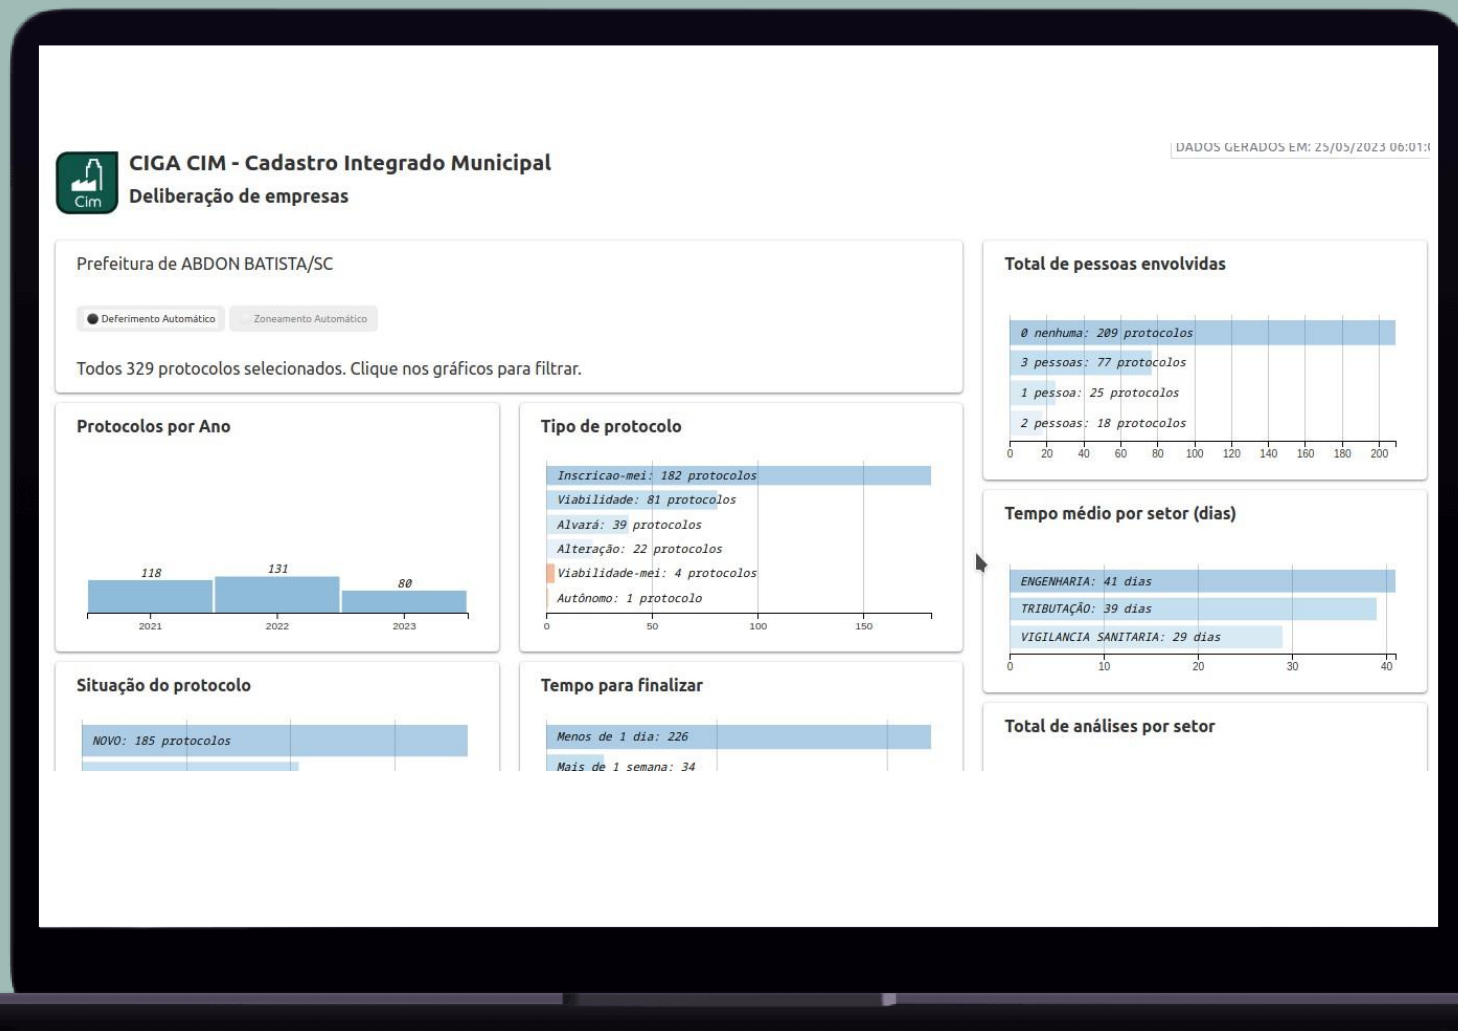 DADOS GERADOS EM: 25/05/2023 06:01:
CIGA CIM - Cadastro Integrado Municipal
Deliberação de empresas
Cim
Prefeitura de ABDON BATISTA/SC
Deferimento Automático
Zoneamento Automático
Todos 329 protocolos selecionados. Clique nos gráficos para filtrar.
Protocolos por Ano
118
131
80
2021
2022
2023
Tipo de protocolo
Inscricao-mei: 182 protocolos
Viabilidade: 81 protocolos
Alvará: 39 protocolos
Alteração: 22 protocolos
Viabilidade-mei: 4 protocolos
Autônomo: 1 protocolo
0 50 100 150
Total de pessoas envolvidas
0 nenhuma: 209 protocolos
3 pessoas: 77 protocolos
1 pessoa: 25 protocolos
2 pessoas: 18 protocolos
0 20 40 60 80 100 120 140 160 180 200
Tempo médio por setor (dias)
ENGENHARIA: 41 dias
TRIBUTAÇÃO: 39 dias
VIGILANCIA SANITARIA: 29 dias
0 10 20 30 40
Situação do protocolo
NOVO: 185 protocolos
Tempo para finalizar
Menos de 1 dia: 226
Mais de 1 semana: 34
Total de análises por setor